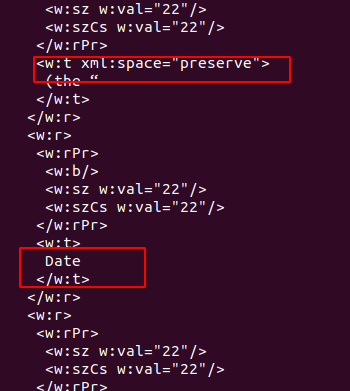 <w:sz w:val="22"/>
<w:szCs w:val="22"/>
</w:rPr>
<w:t xml:space="preserve">
(the “
</w:t>
</w:r>
<w:r>
<w:rPr>
<w:b/>
<w:sz w:val="22"/>
<w:szCs w:val="22"/>
</w:rPr>
<w:t>
Date
</w:t>
</w:r>
<w:r>
<w:rPr>
<w:sz w:val="22"/>
<w:szCs w:val="22"/>
</w:rPr>